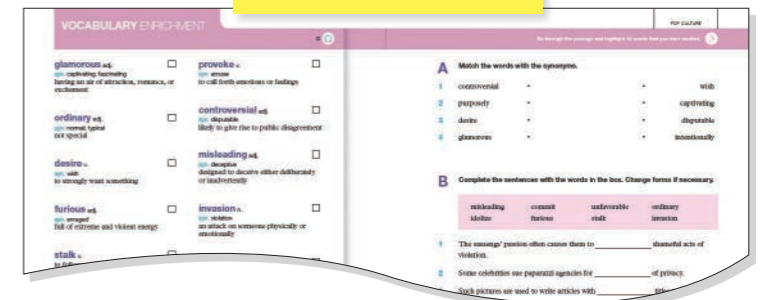 VOCABULARY ENRICHMENT
POP CULTURE
Go through the passage and highlight 10 words that you have marked.
glamorous adj.
syn. captivating; fascinating
having an air of attraction, romance, or
excitement
ordinary adj.
syn. normal; typical
not special
desire v.
syn. wish
to strongly want something
furious adj.
syn. enraged
full of extreme and violent energy
stalk v.
provoke v.
syn. arouse
to call forth emotions or feelings
controversial adj.
syn. disputable
likely to give rise to public disagreement
misleading adj.
syn. deceptive
designed to deceive either deliberately
or inadvertently
invasion n.
syn. violation
an attack on someone physically or
emotionally
A Match the words with the synonyms.
1 controversial • • wish
2 purposely • • captivating
3 desire • • disputable
4 glamorous • • intentionally
B Complete the sentences with the words in the box. Change forms if necessary.
misleading commit unfavorable ordinary
idolize furious stalk invasion
1 The sasaengs' passion often causes them to __________ shameful acts of
violation.
2 Some celebrities sue paparazzi agencies for __________ of privacy.
Such pictures are used to write articles with __________